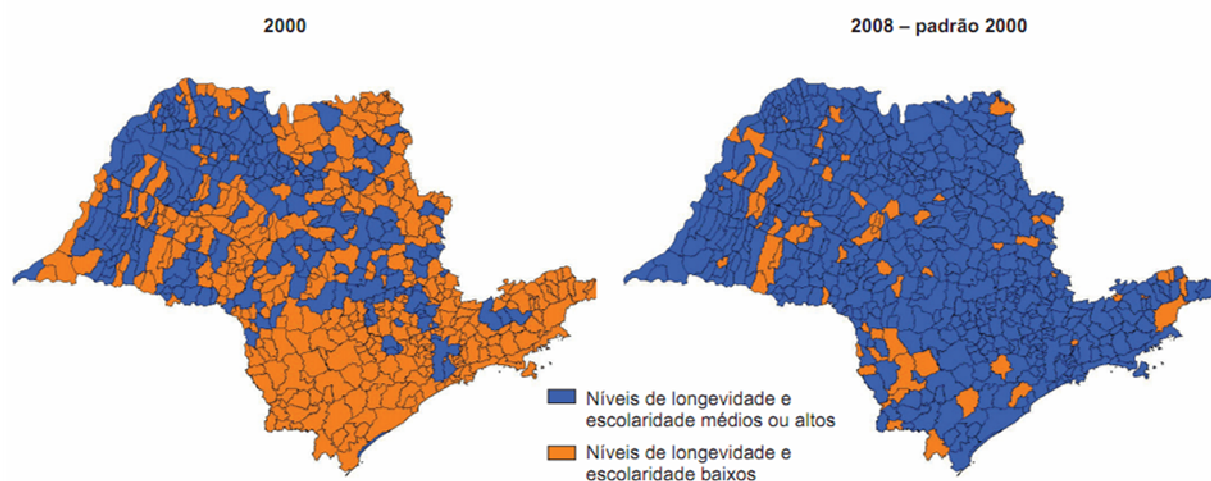 2000
2008 – padrão 2000
Níveis de longevidade e
escolaridade médios ou altos
Níveis de longevidade e
escolaridade baixos